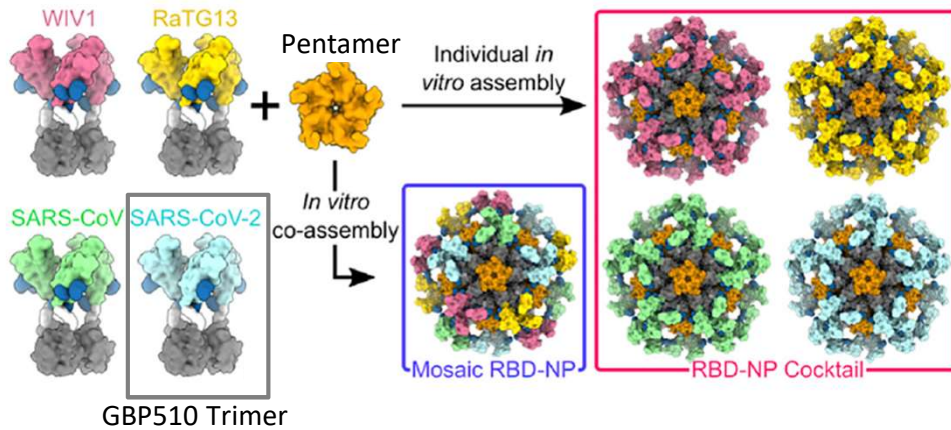 WIV1
RaTG13
Pentamer
Individual in
vitro assembly
SARS-CoV
SARS-CoV-2
In vitro
co-assembly
Mosaic RBD-NP
RBD-NP Cocktail
GBP510 Trimer